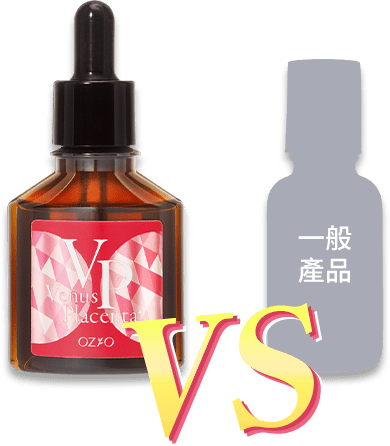 VP
Venus
Placenta
OZIO
一般
產品
VS